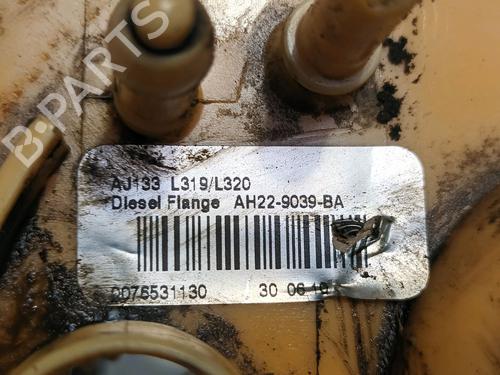 B-PARTS
AJ133 L319/L320
Diesel Flange AH22-9039-BA
0075531130 30 06 10